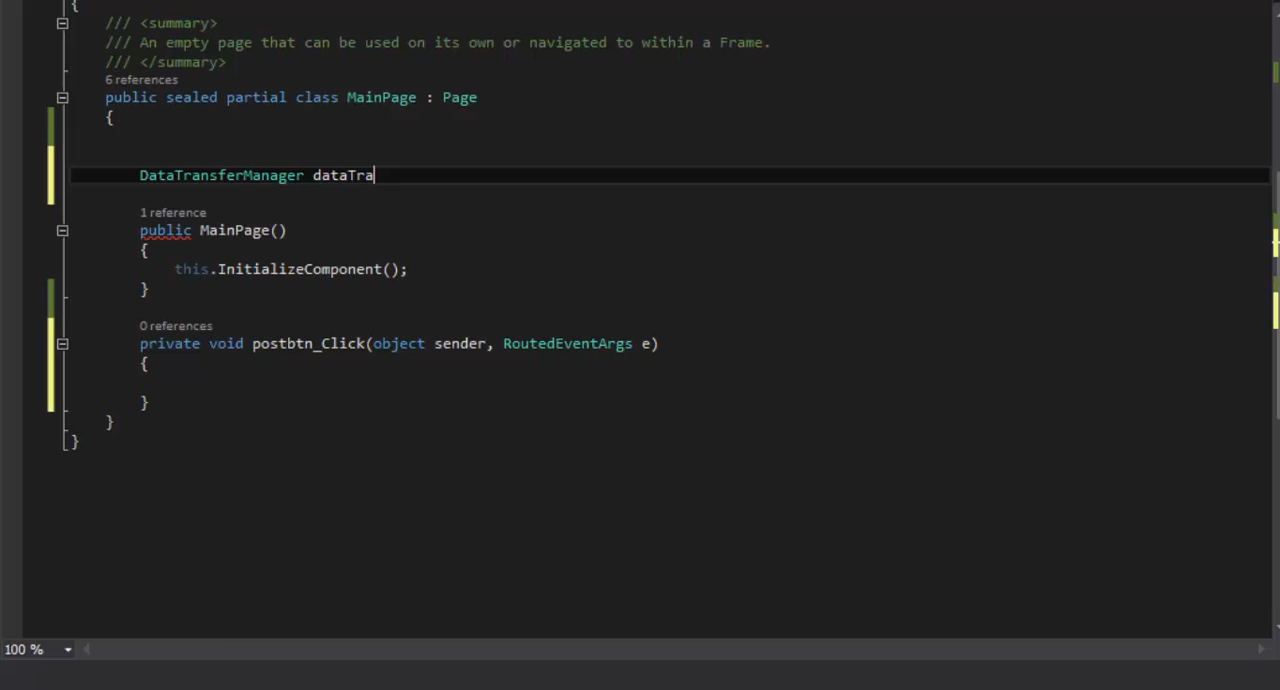 {
/// <summary>
/// An empty page that can be used on its own or navigated to within a Frame.
/// </summary>
6 references
public sealed partial class MainPage : Page
{
DataTransferManager dataTra
1 reference
public MainPage()
{
this.InitializeComponent();
}
0 references
private void postbtn_Click(object sender, RoutedEventArgs e)
{
}
}
}
100 %